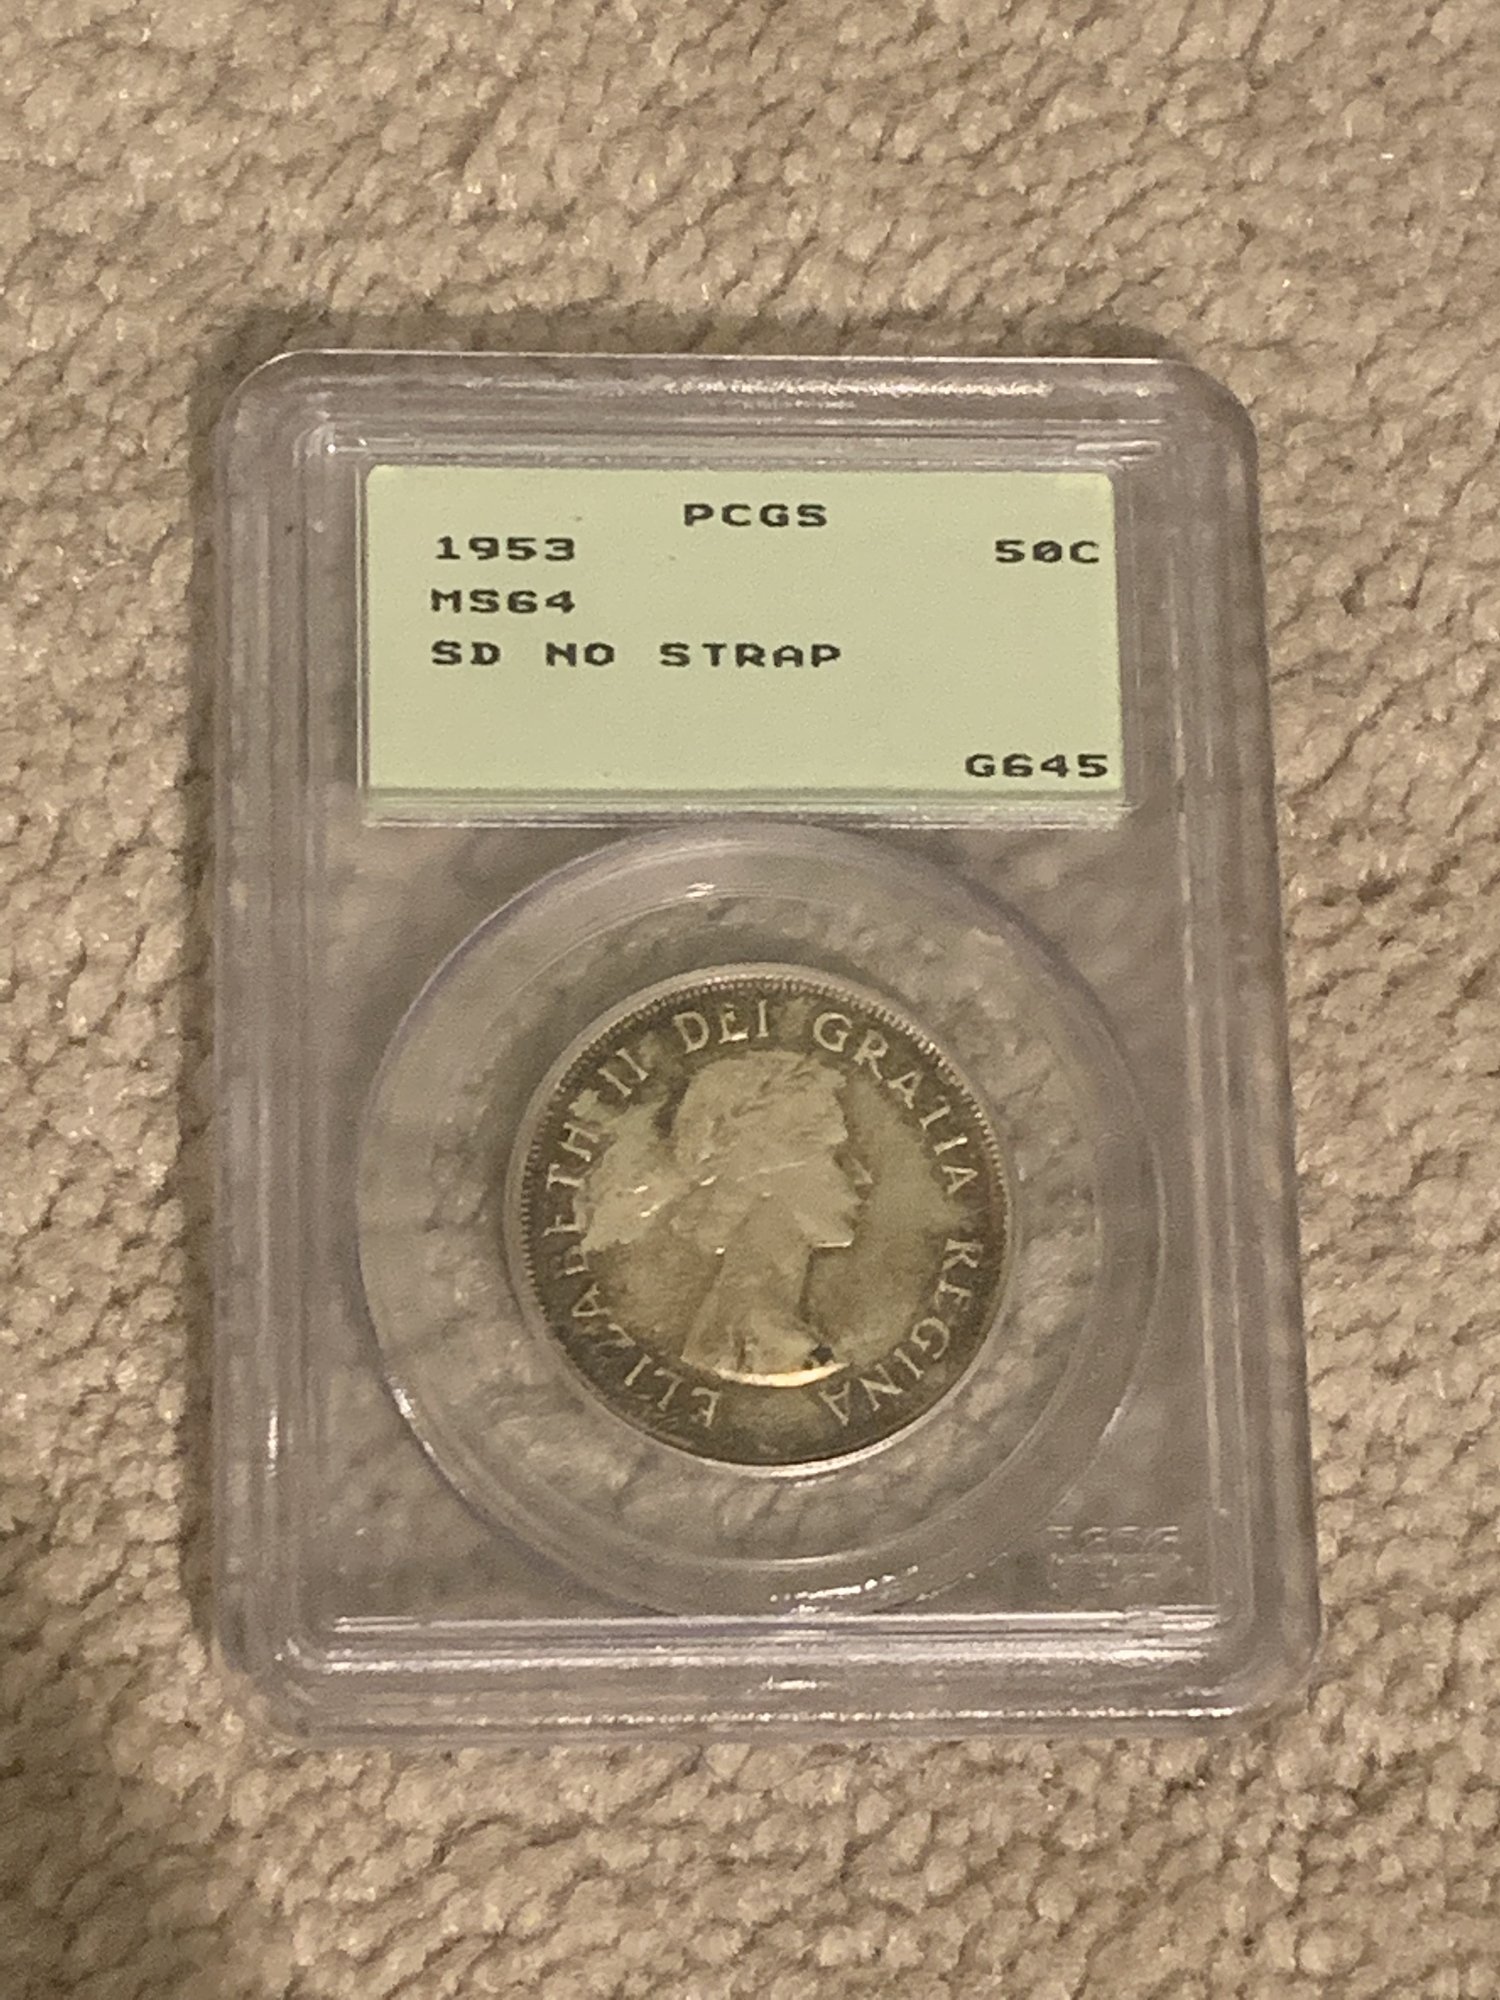 PCGS
1953 50C
MS64
SD NO STRAP
G645
ELIZABETH II DEI GRATIA REGINA